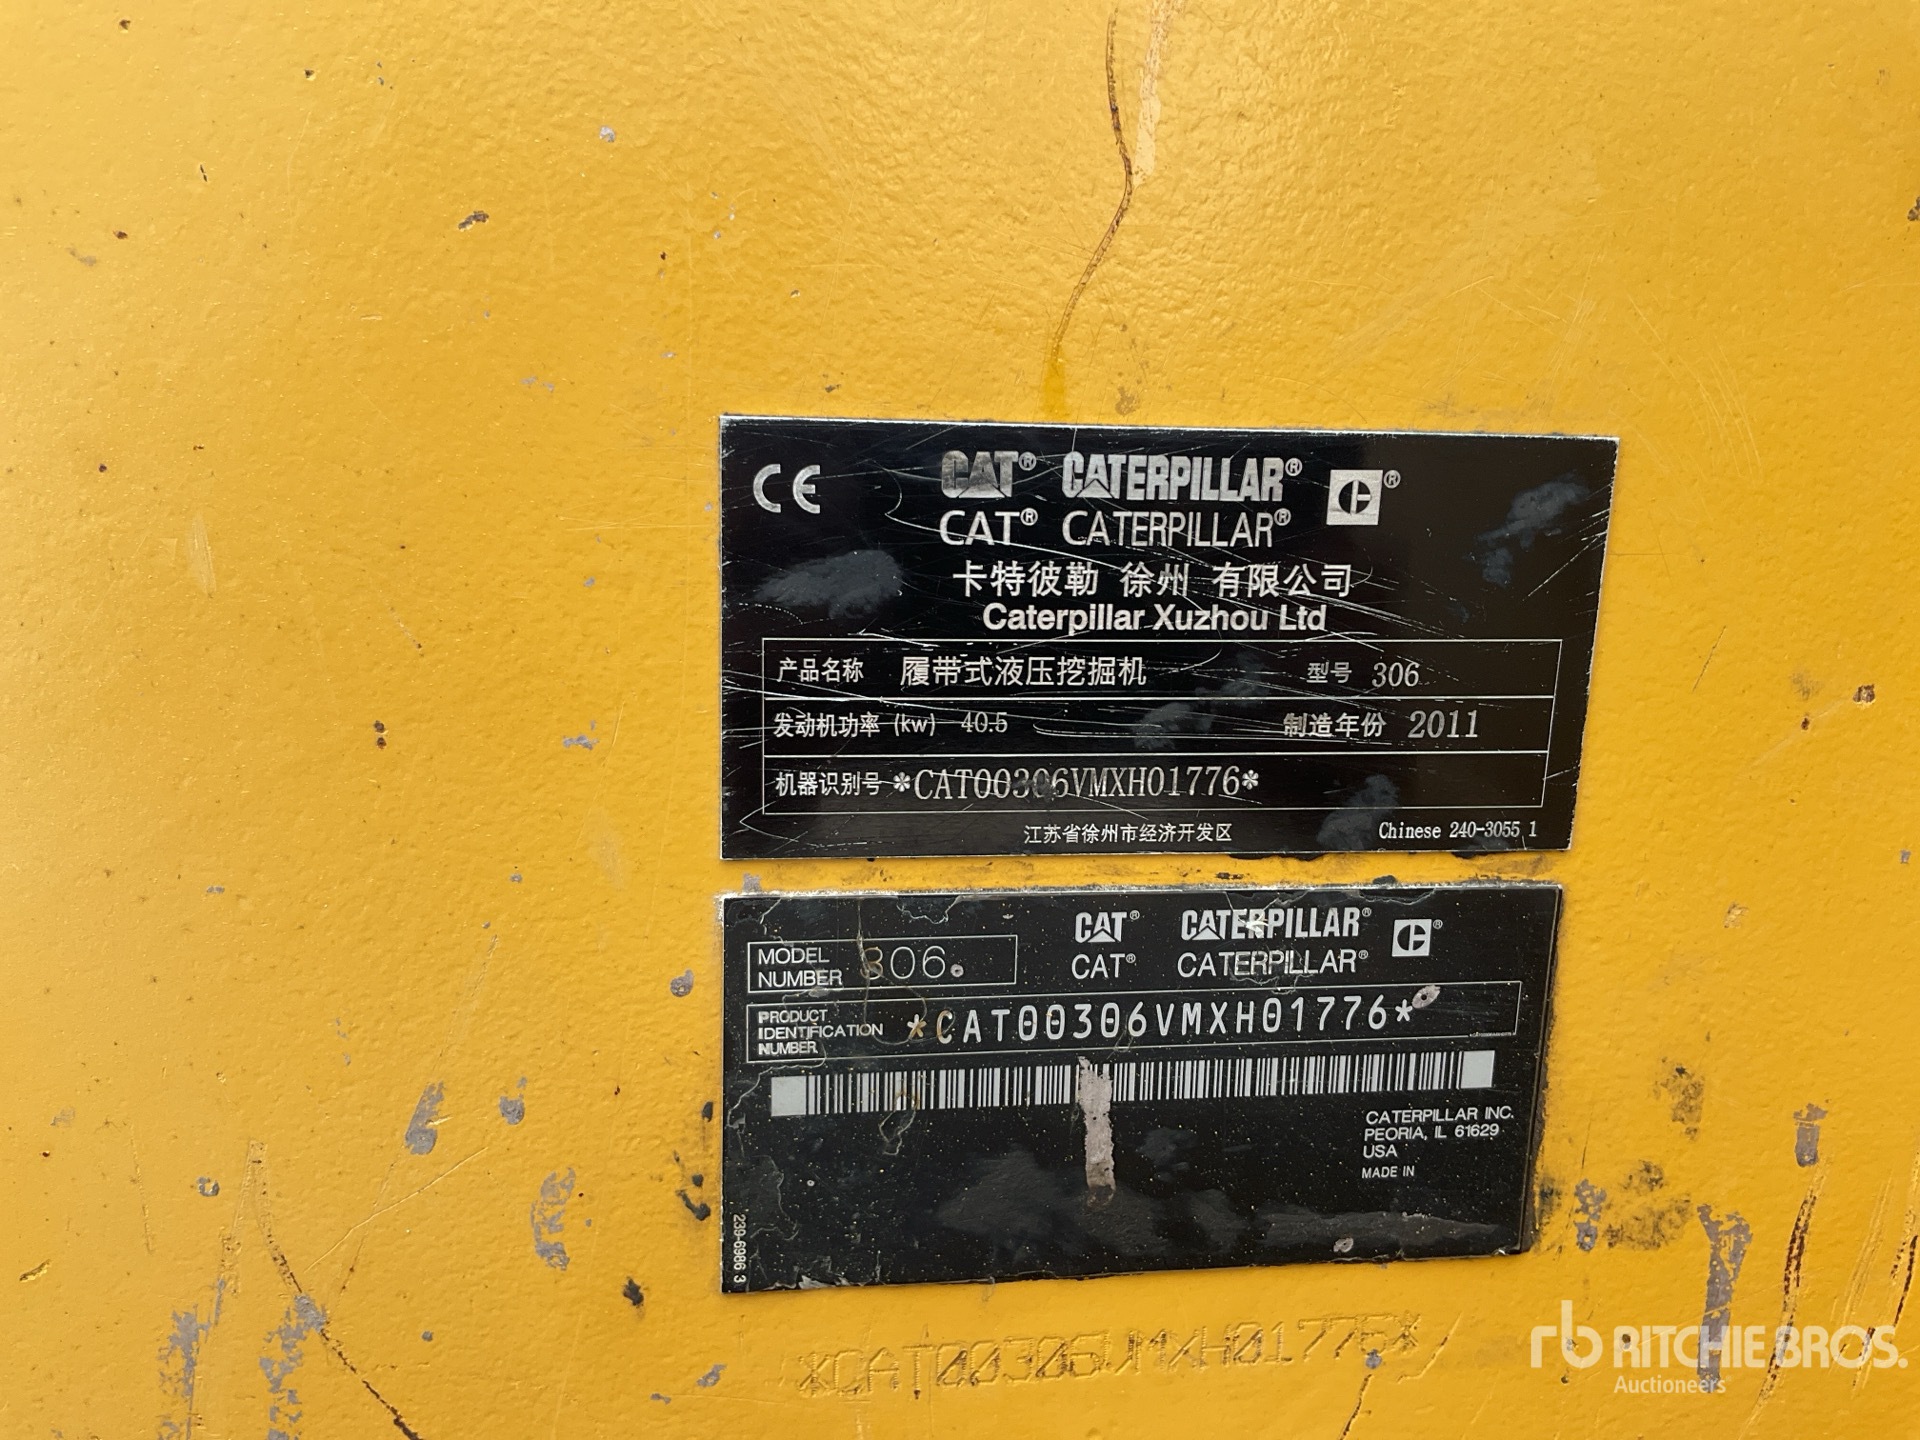 CE CAT® CATERPILLAR® ®
CAT® CATERPILLAR®
卡特彼勒 徐州 有限公司
Caterpillar Xuzhou Ltd
产品名称 履带式液压挖掘机 型号 306
发动机功率 (kw) 40.5 制造年份 2011
机器识别号 *CAT00306VMXH01776*
江苏省徐州市经济开发区 Chinese 240-3055 1
CAT® CATERPILLAR® ®
CAT® CATERPILLAR®
MODEL
NUMBER 306
PRODUCT
IDENTIFICATION
NUMBER *CAT00306VMXH01776*
CATERPILLAR INC.
PEORIA, IL 61629
USA
MADE IN
239-6986 3
*CAT00306VMXH01776*
rb RITCHIE BROS.
Auctioneers